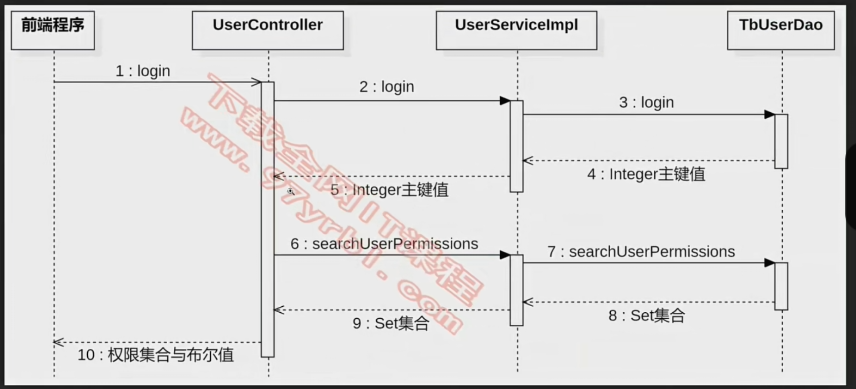 前端程序
UserController
UserServiceImpl
TbUserDao
1 : login
2 : login
3 : login
4 : Integer主键值
5 : Integer主键值
6 : searchUserPermissions
7 : searchUserPermissions
8 : Set集合
9 : Set集合
10 : 权限集合与布尔值
下载全网IT课程
www.97yrbl.com